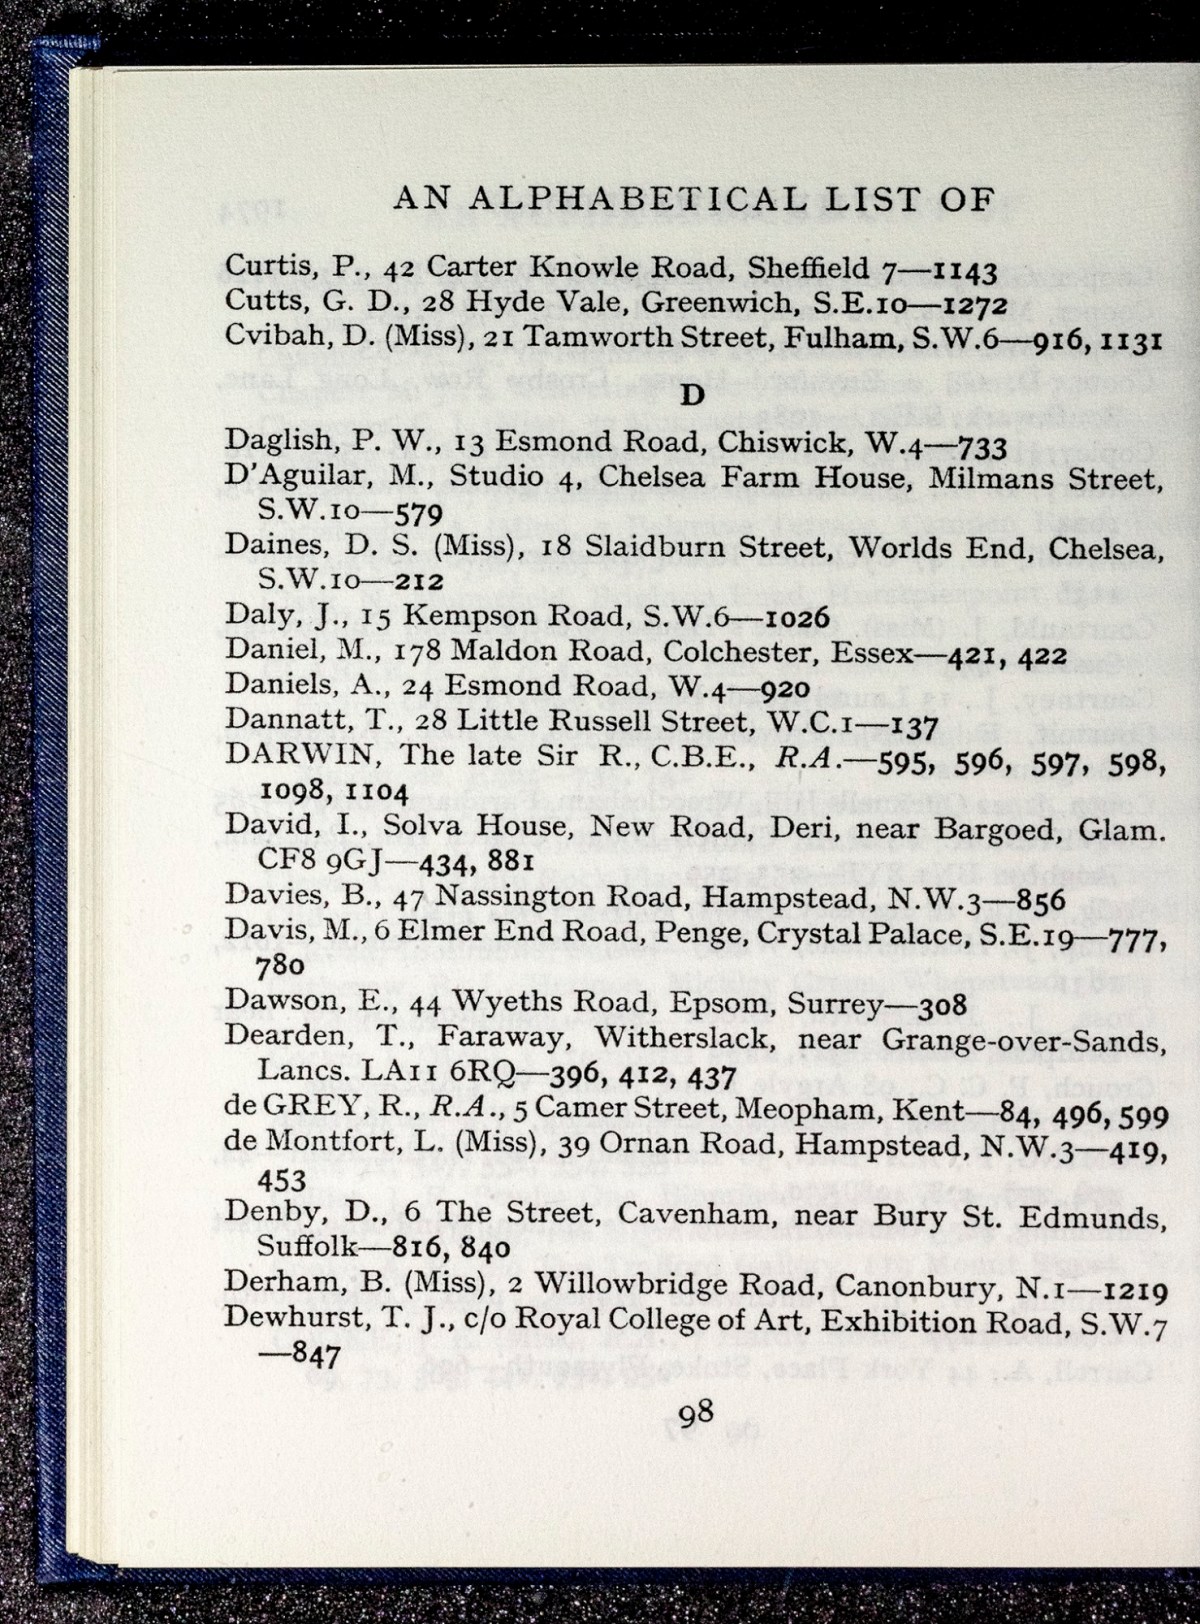 AN ALPHABETICAL LIST OF
Curtis, P., 42 Carter Knowle Road, Sheffield 7—1143
Cutts, G. D., 28 Hyde Vale, Greenwich, S.E.10—1272
Cvibah, D. (Miss), 21 Tamworth Street, Fulham, S.W.6—916, 1131
D
Daglish, P. W., 13 Esmond Road, Chiswick, W.4—733
D'Aguilar, M., Studio 4, Chelsea Farm House, Milmans Street,
S.W.10—579
Daines, D. S. (Miss), 18 Slaidburn Street, Worlds End, Chelsea,
S.W.10—212
Daly, J., 15 Kempson Road, S.W.6—1026
Daniel, M., 178 Maldon Road, Colchester, Essex—421, 422
Daniels, A., 24 Esmond Road, W.4—920
Dannatt, T., 28 Little Russell Street, W.C.1—137
DARWIN, The late Sir R., C.B.E., R.A.—595, 596, 597, 598,
1098, 1104
David, I., Solva House, New Road, Deri, near Bargoed, Glam.
CF8 9GJ—434, 881
Davies, B., 47 Nassington Road, Hampstead, N.W.3—856
Davis, M., 6 Elmer End Road, Penge, Crystal Palace, S.E.19—777,
780
Dawson, E., 44 Wyeths Road, Epsom, Surrey—308
Dearden, T., Faraway, Witherslack, near Grange-over-Sands,
Lancs. LA11 6RQ—396, 412, 437
de GREY, R., R.A., 5 Camer Street, Meopham, Kent—84, 496, 599
de Montfort, L. (Miss), 39 Ornan Road, Hampstead, N.W.3—419,
453
Denby, D., 6 The Street, Cavenham, near Bury St. Edmunds,
Suffolk—816, 840
Derham, B. (Miss), 2 Willowbridge Road, Canonbury, N.1—1219
Dewhurst, T. J., c/o Royal College of Art, Exhibition Road, S.W.7
—847
98